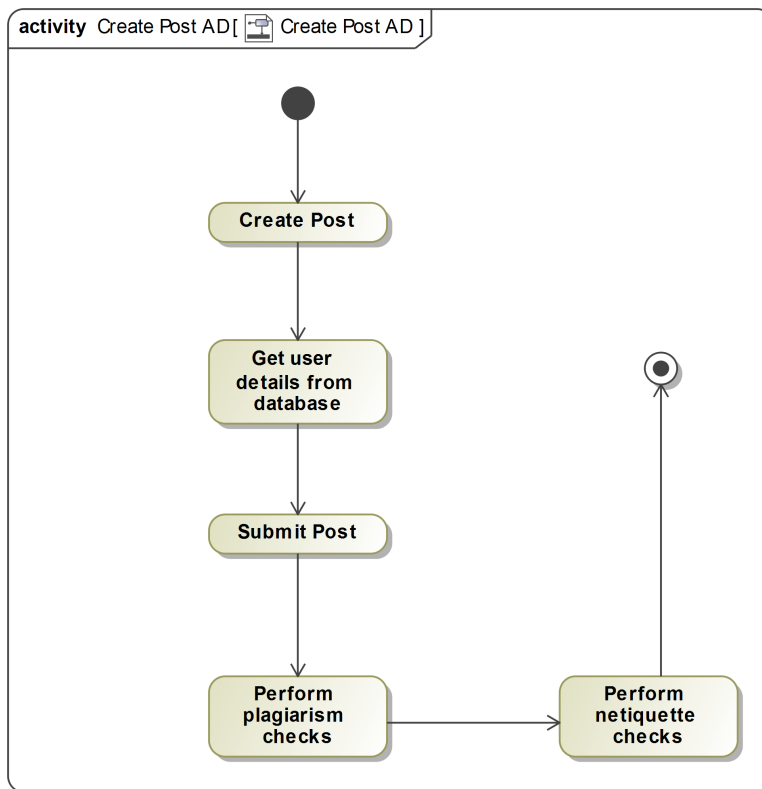 activity Create Post AD[ Create Post AD ]
Create Post
Get user
details from
database
Submit Post
Perform
plagiarism
checks
Perform
netiquette
checks